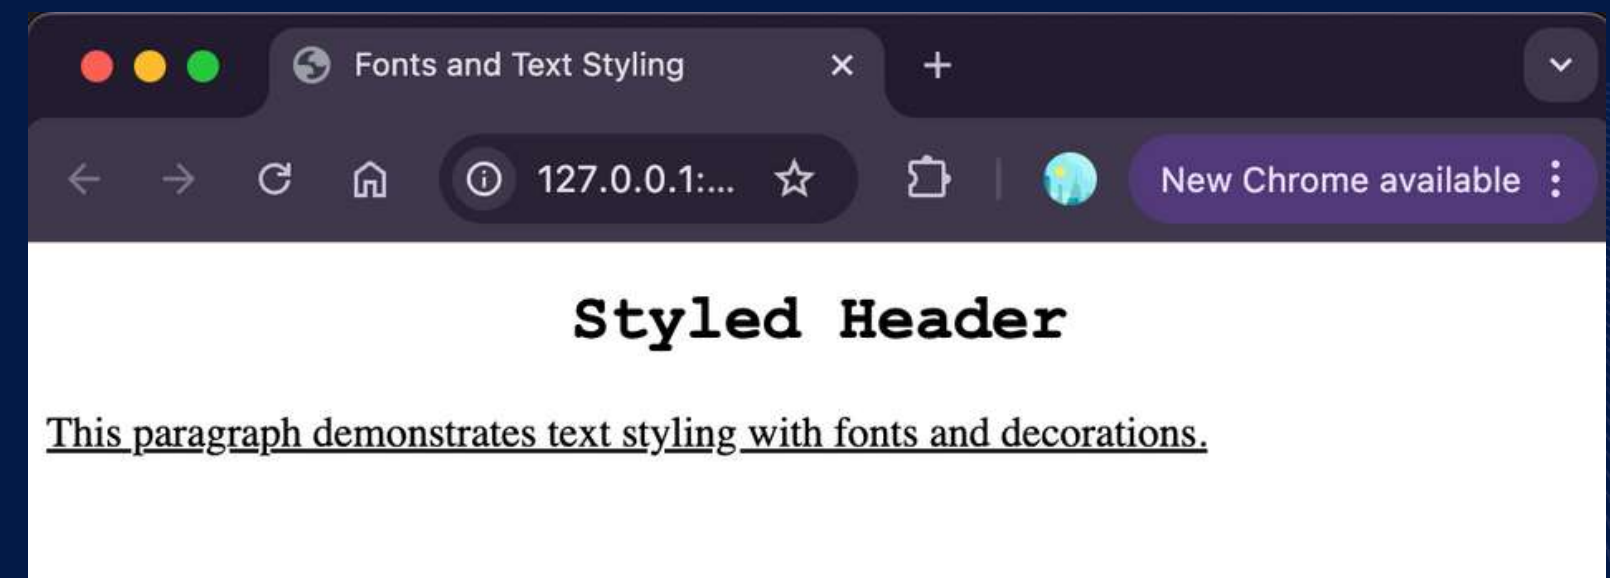 Fonts and Text Styling
127.0.0.1:...
New Chrome available
Styled Header
This paragraph demonstrates text styling with fonts and decorations.